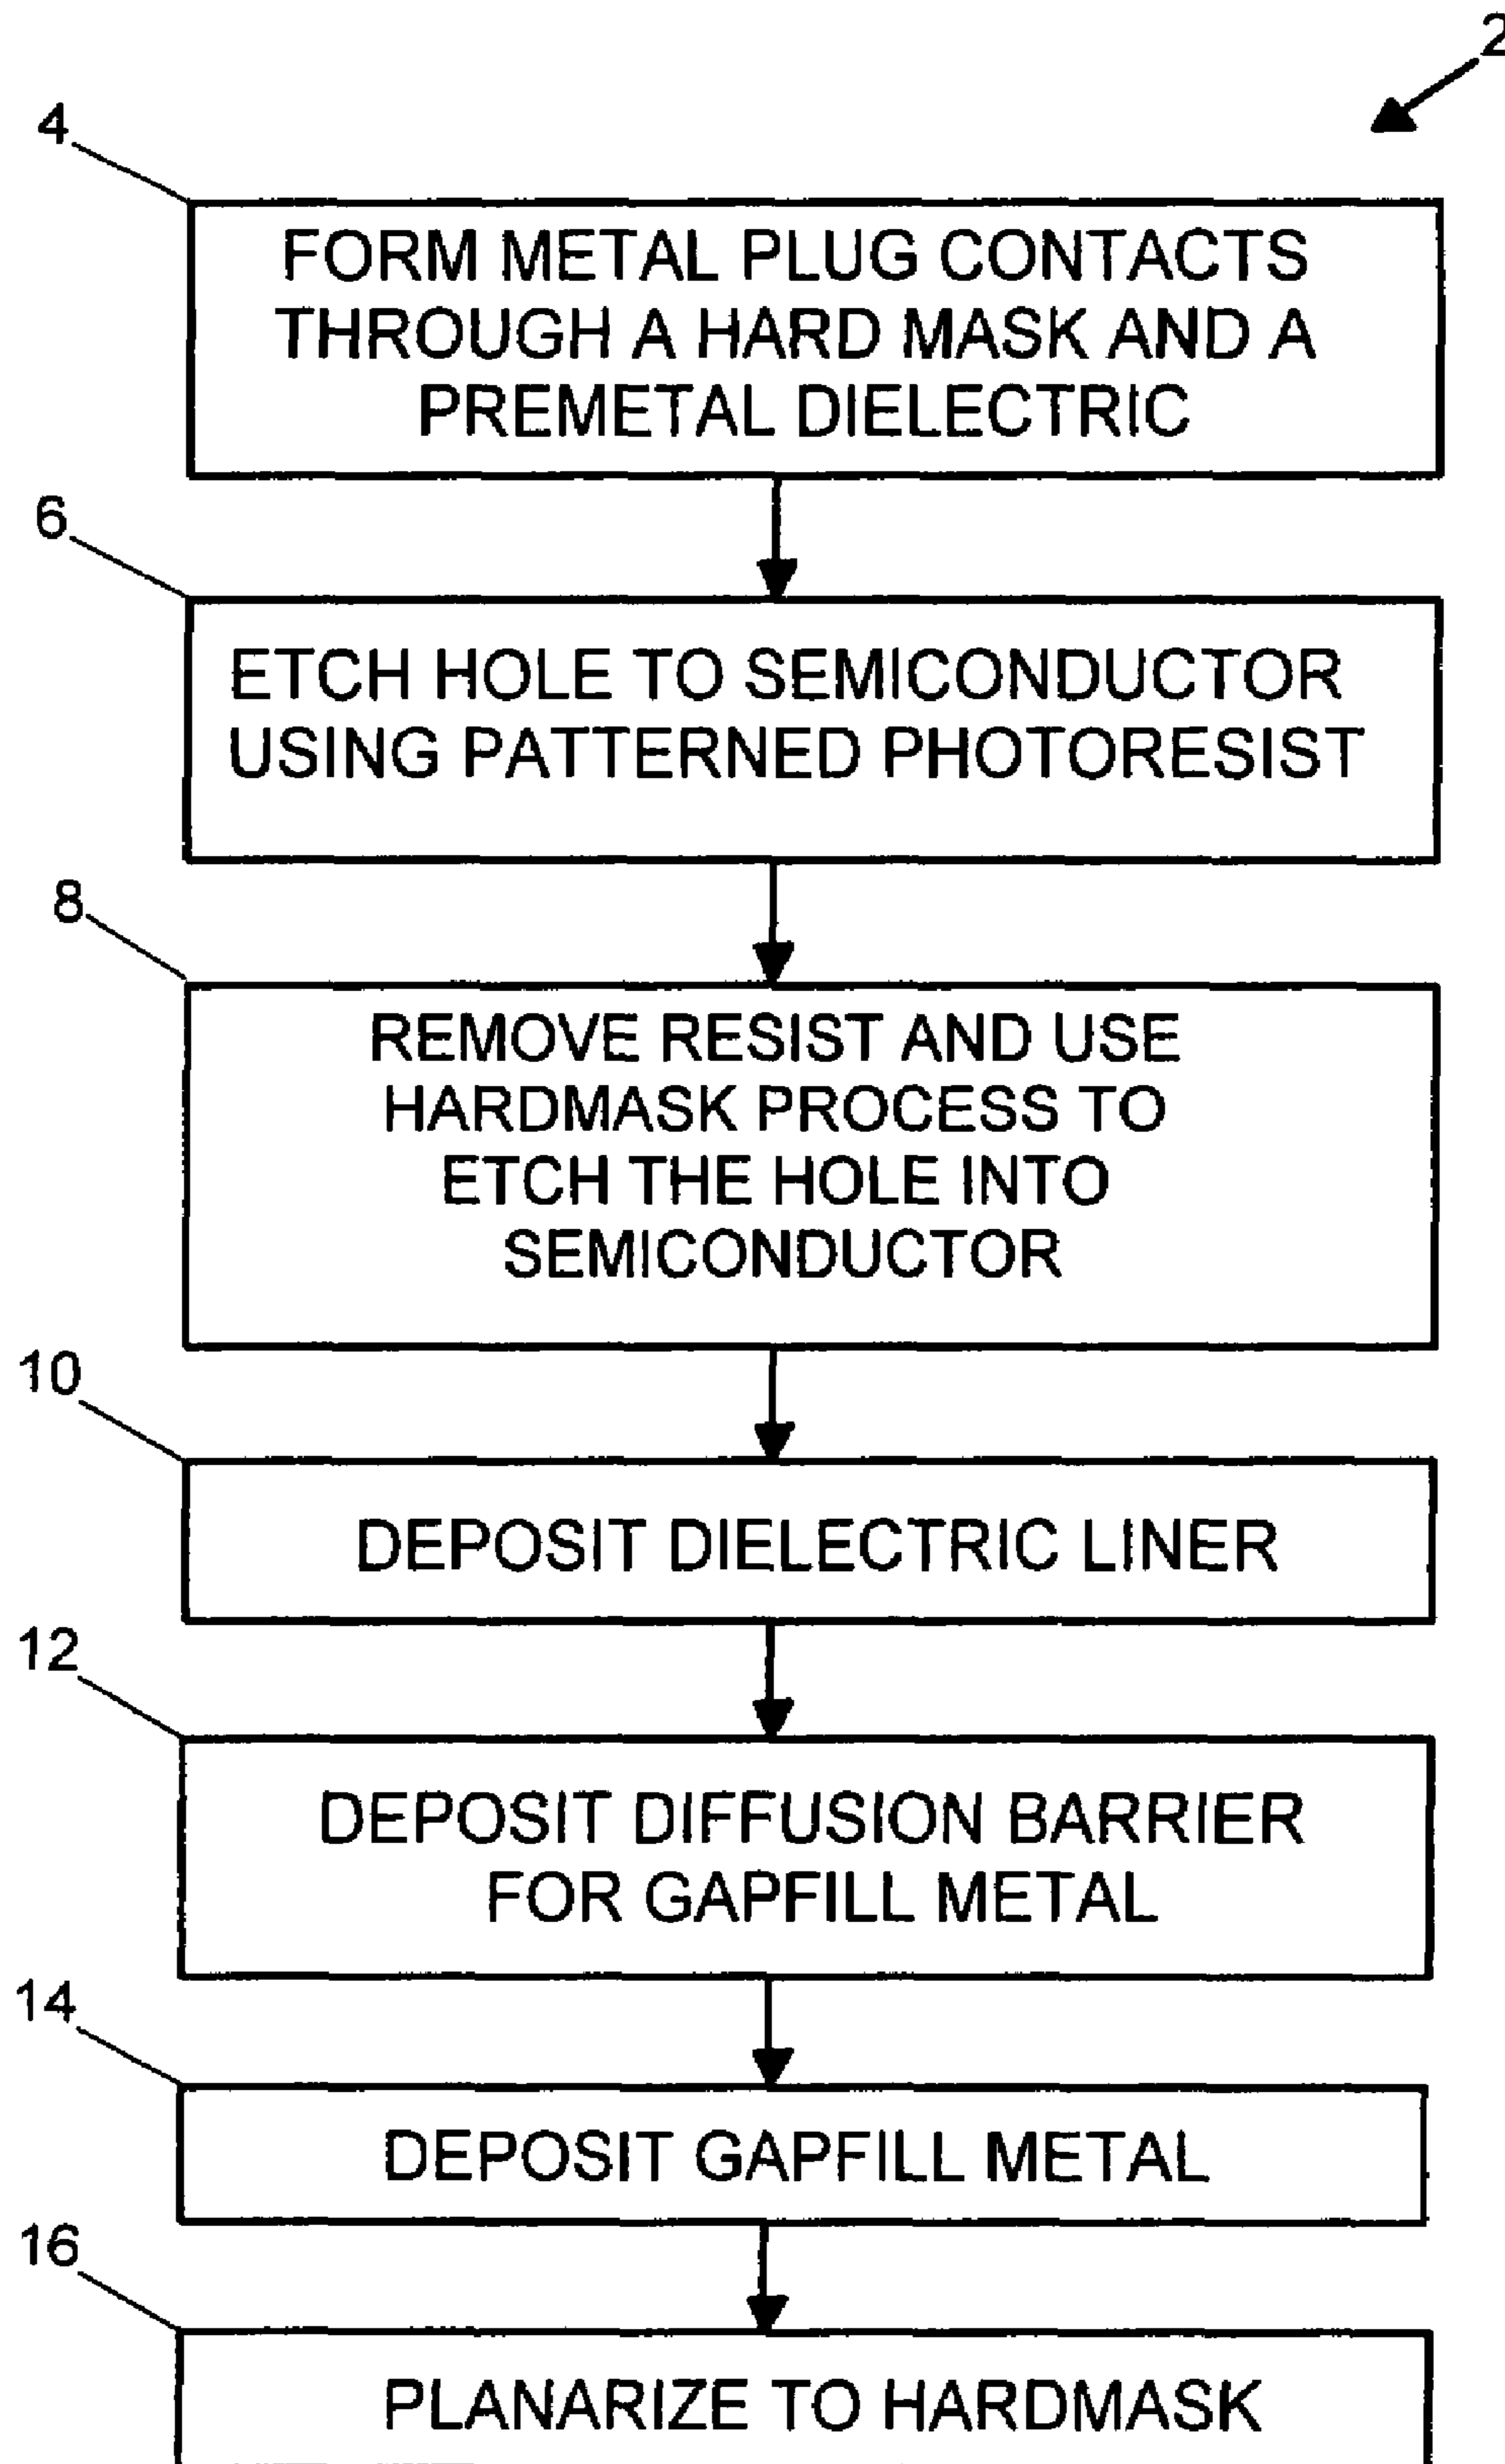 2
4
FORM METAL PLUG CONTACTS
THROUGH A HARD MASK AND A
PREMETAL DIELECTRIC
6
ETCH HOLE TO SEMICONDUCTOR
USING PATTERNED PHOTORESIST
8
REMOVE RESIST AND USE
HARDMASK PROCESS TO
ETCH THE HOLE INTO
SEMICONDUCTOR
10
DEPOSIT DIELECTRIC LINER
12
DEPOSIT DIFFUSION BARRIER
FOR GAPFILL METAL
14
DEPOSIT GAPFILL METAL
16
PLANARIZE TO HARDMASK